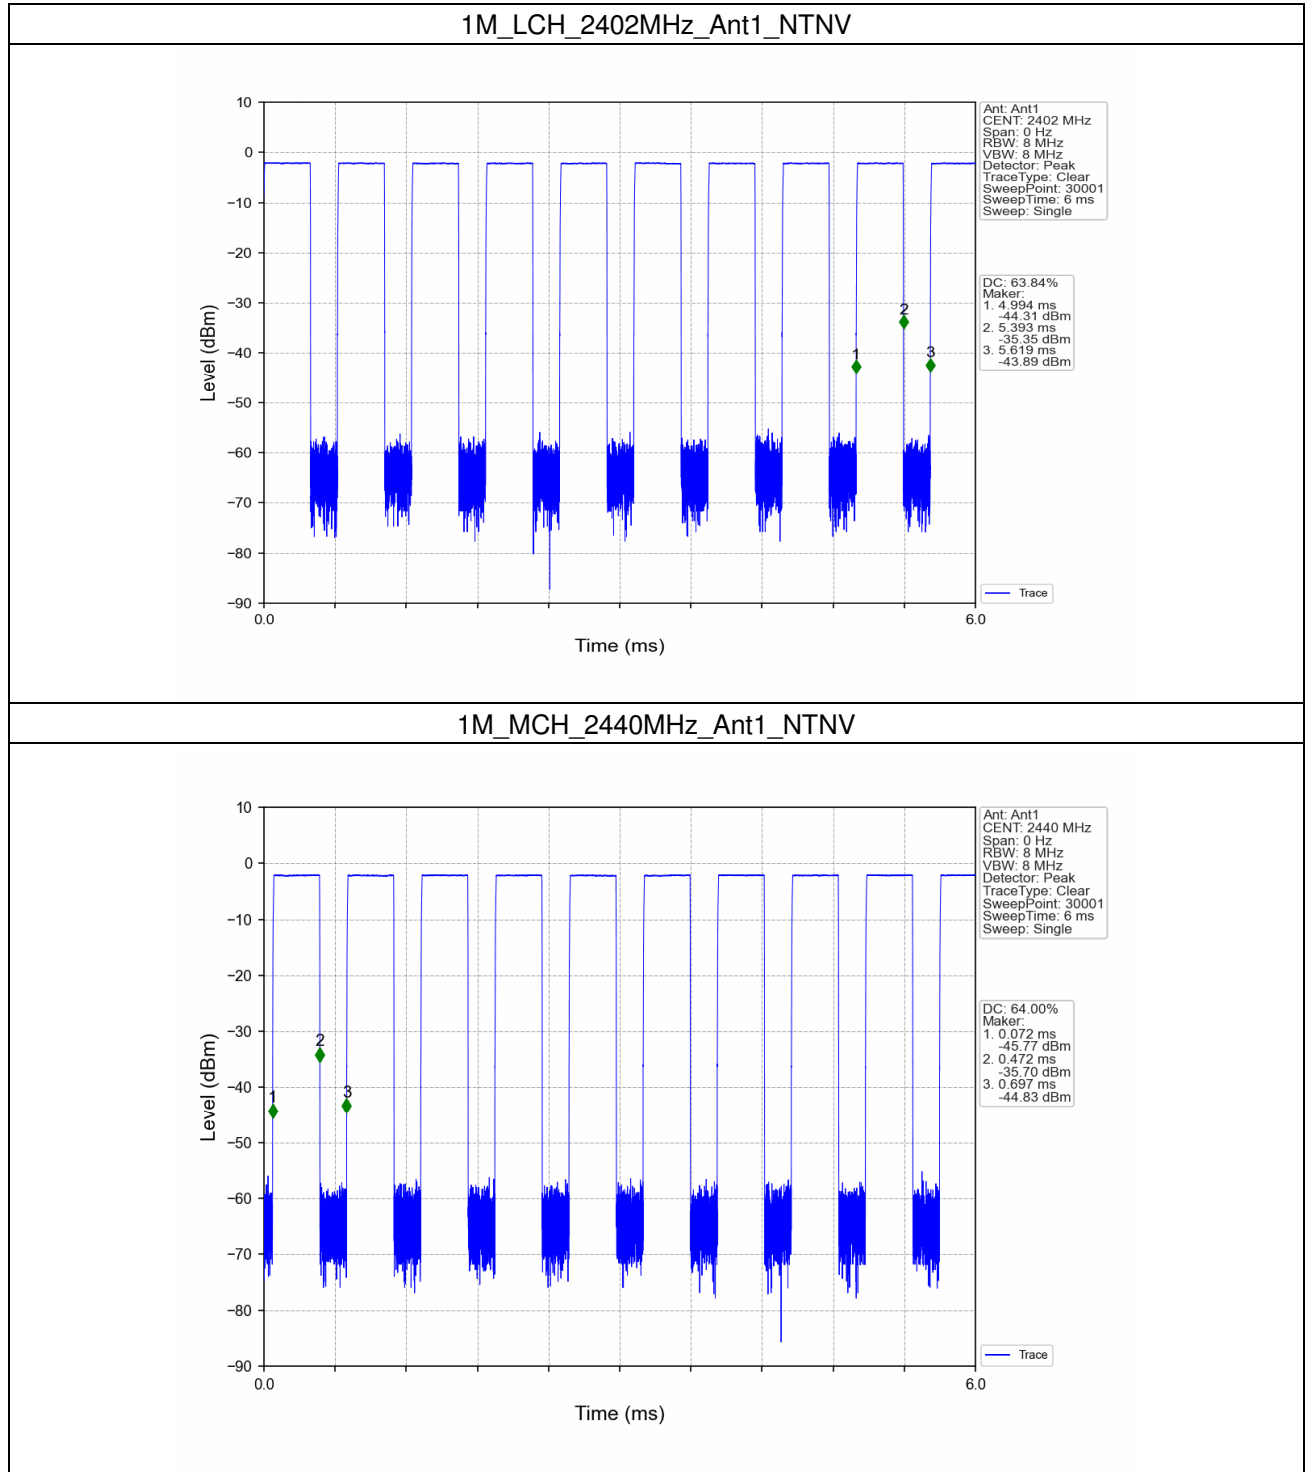 1M_LCH_2402MHz_Ant1_NTNV
10
0
−10
−20
−30
−40
−50
−60
−70
−80
−90
Level (dBm)
0.0
6.0
Time (ms)
1
2
3
Ant: Ant1
CENT: 2402 MHz
Span: 0 Hz
RBW: 8 MHz
VBW: 8 MHz
Detector: Peak
TraceType: Clear
SweepPoint: 30001
SweepTime: 6 ms
Sweep: Single
DC: 63.84%
Maker:
1. 4.994 ms
-44.31 dBm
2. 5.393 ms
-35.35 dBm
3. 5.619 ms
-43.89 dBm
Trace
1M_MCH_2440MHz_Ant1_NTNV
10
0
−10
−20
−30
−40
−50
−60
−70
−80
−90
Level (dBm)
0.0
6.0
Time (ms)
1
2
3
Ant: Ant1
CENT: 2440 MHz
Span: 0 Hz
RBW: 8 MHz
VBW: 8 MHz
Detector: Peak
TraceType: Clear
SweepPoint: 30001
SweepTime: 6 ms
Sweep: Single
DC: 64.00%
Maker:
1. 0.072 ms
-45.77 dBm
2. 0.472 ms
-35.70 dBm
3. 0.697 ms
-44.83 dBm
Trace